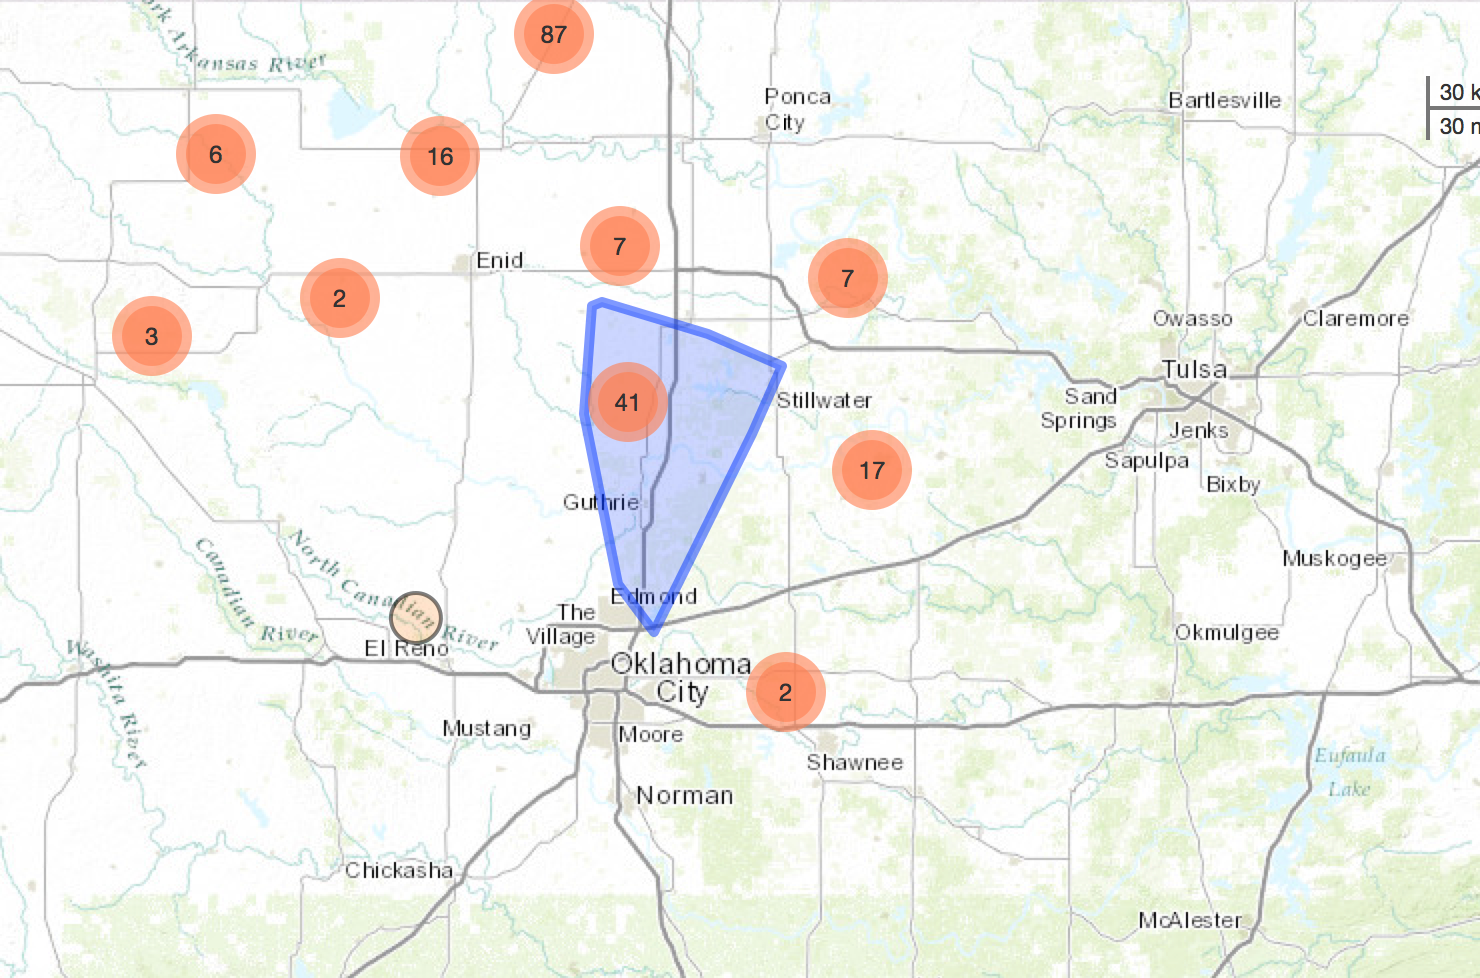 87
ork Arkansas River
Ponca
City
Bartlesville
30 k
30 m
6
16
7
Enid
7
2
3
Owasso
Claremore
Tulsa
Sand
Springs
41
Stillwater
Jenks
Sapulpa
17
Bixby
Guthrie
Canadian River
North Canadian River
Muskogee
Edmond
The
Village
Okmulgee
El Reno
Washita River
Oklahoma
City
2
Mustang
Moore
Shawnee
Eufaula
Lake
Norman
Chickasha
McAlester